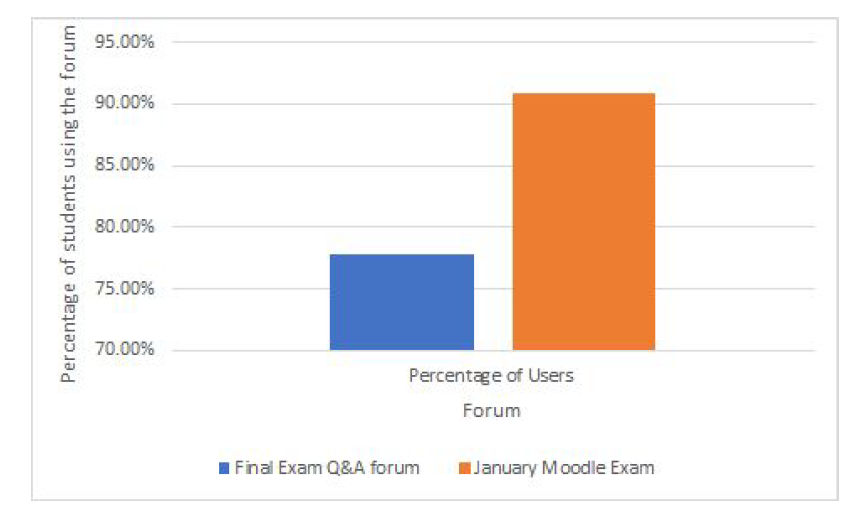 Percentage of students using the forum
95.00%
90.00%
85.00%
80.00%
75.00%
70.00%
Percentage of Users
Forum
Final Exam Q&A forum January Moodle Exam